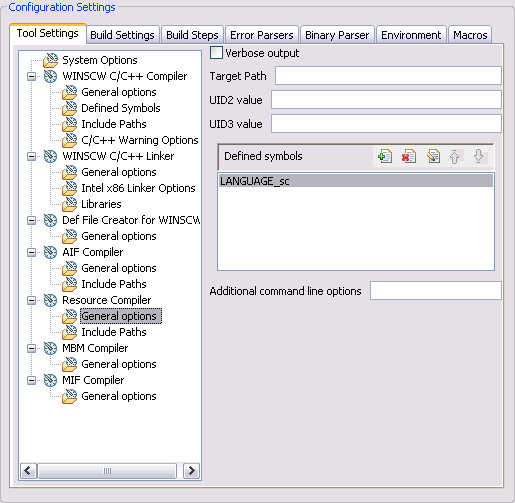 Configuration Settings
Tool Settings
Build Settings
Build Steps
Error Parsers
Binary Parser
Environment
Macros
System Options
WINSCW C/C++ Compiler
General options
Defined Symbols
Include Paths
C/C++ Warning Options
WINSCW C/C++ Linker
General options
Intel x86 Linker Options
Libraries
Def File Creator for WINSCW
General options
AIF Compiler
General options
Include Paths
Resource Compiler
General options
Include Paths
MBM Compiler
General options
MIF Compiler
General options
Verbose output
Target Path
UID2 value
UID3 value
Defined symbols
LANGUAGE_sc
Additional command line options